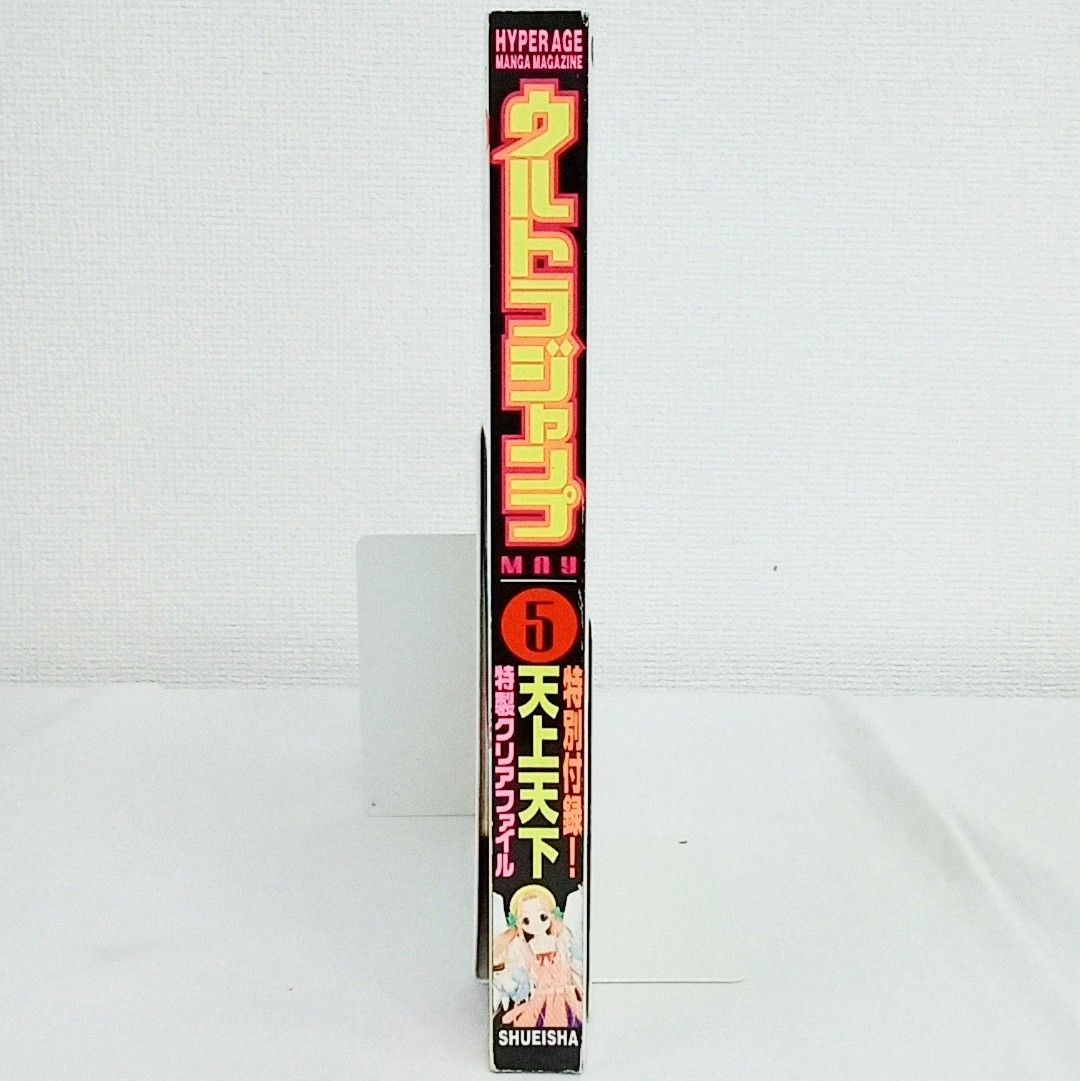 HYPER AGE
MANGA MAGAZINE
ウルトラジャンプ
MAY
5
特別付録!
天上天下
特製クリアファイル
SHUEISHA